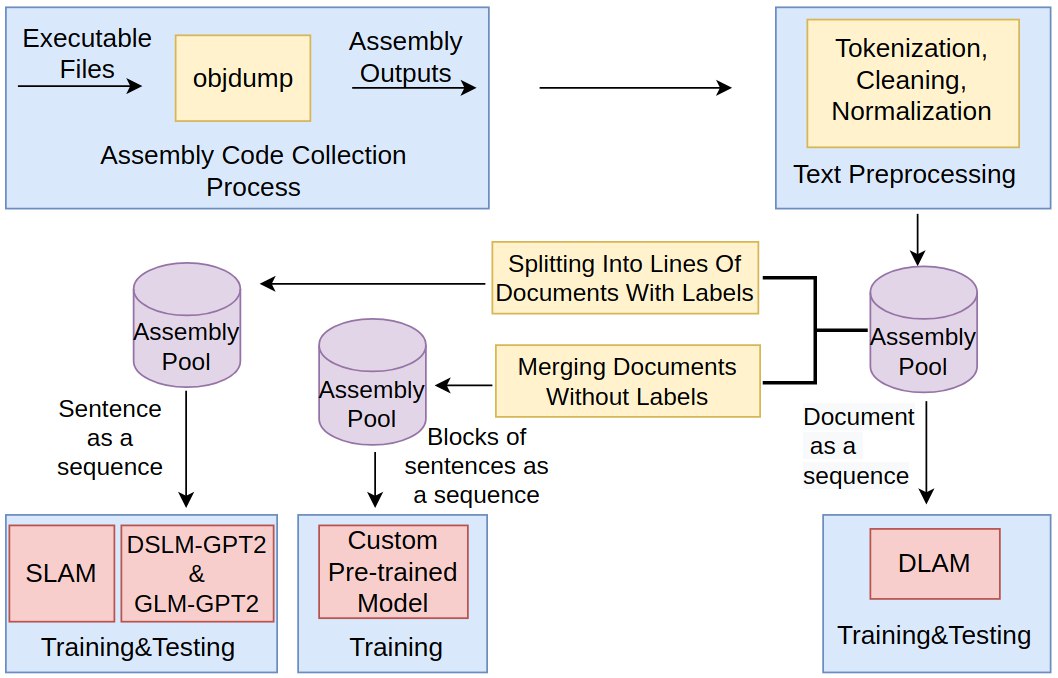 Executable
Files
objdump
Assembly
Outputs
Assembly Code Collection
Process
Tokenization,
Cleaning,
Normalization
Text Preprocessing
Splitting Into Lines Of
Documents With Labels
Merging Documents
Without Labels
Assembly
Pool
Assembly
Pool
Assembly
Pool
Sentence
as a
sequence
Blocks of
sentences as
a sequence
Document
as a
sequence
SLAM
DSLM-GPT2
&
GLM-GPT2
Training&Testing
Custom
Pre-trained
Model
Training
DLAM
Training&Testing